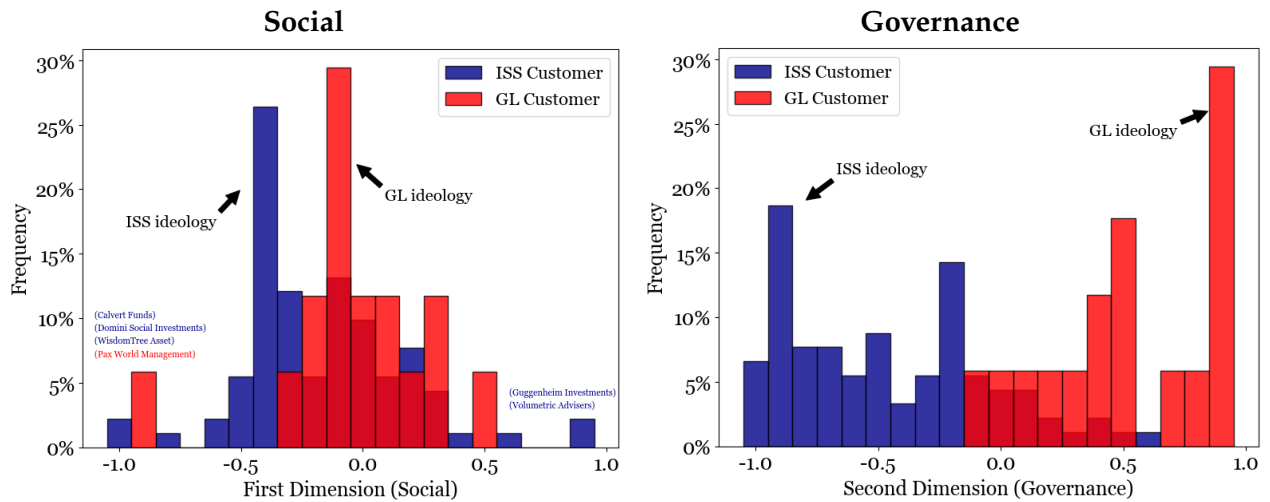 Social
30%
25%
20%
15%
10%
5%
0%
Frequency
ISS Customer
GL Customer
ISS ideology
GL ideology
(Calvert Funds)
(Domini Social Investments)
(WisdomTree Asset)
(Pax World Management)
(Guggenheim Investments)
(Volumetric Advisers)
-1.0 -0.5 0.0 0.5 1.0
First Dimension (Social)
Governance
30%
25%
20%
15%
10%
5%
0%
Frequency
ISS Customer
GL Customer
ISS ideology
GL ideology
-1.0 -0.5 0.0 0.5 1.0
Second Dimension (Governance)